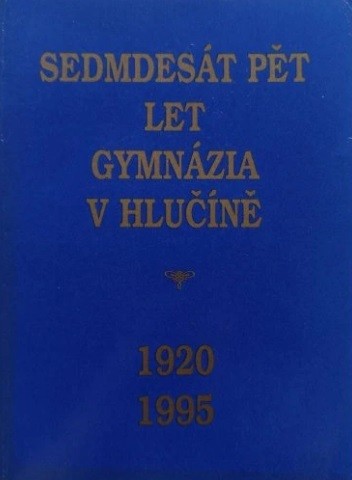 SEDMDESÁT PĚT
LET
GYMNÁZIA
V HLUČÍNĚ
1920
1995